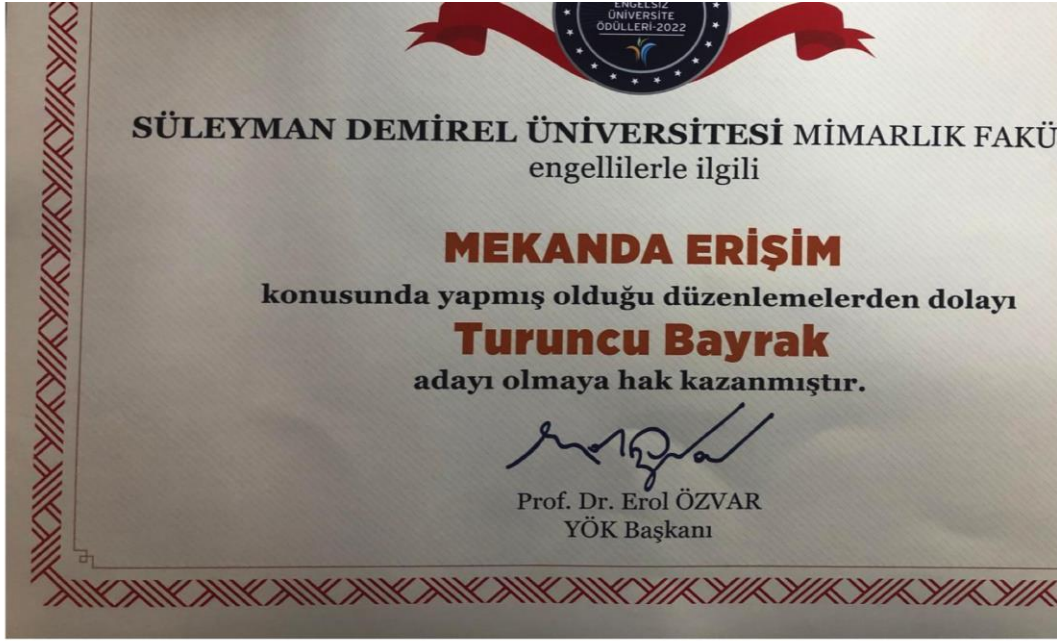 ENGELSİZ
ÜNİVERSİTE
ÖDÜLLERİ-2022
SÜLEYMAN DEMİREL ÜNİVERSİTESİ MİMARLIK FAKÜ
engellilerle ilgili
MEKANDA ERİŞİM
konusunda yapmış olduğu düzenlemelerden dolayı
Turuncu Bayrak
adayı olmaya hak kazanmıştır.
Prof. Dr. Erol ÖZVAR
YÖK Başkanı